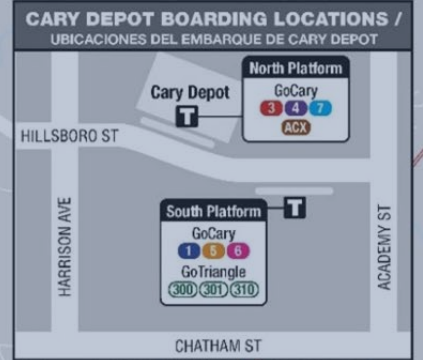 CARY DEPOT BOARDING LOCATIONS /
UBICACIONES DEL EMBARQUE DE CARY DEPOT
North Platform
GoCary
3 4 7
ACX
Cary Depot
T
HILLSBORO ST
T
South Platform
GoCary
1 5 6
GoTriangle
300 301 310
HARRISON AVE
ACADEMY ST
CHATHAM ST